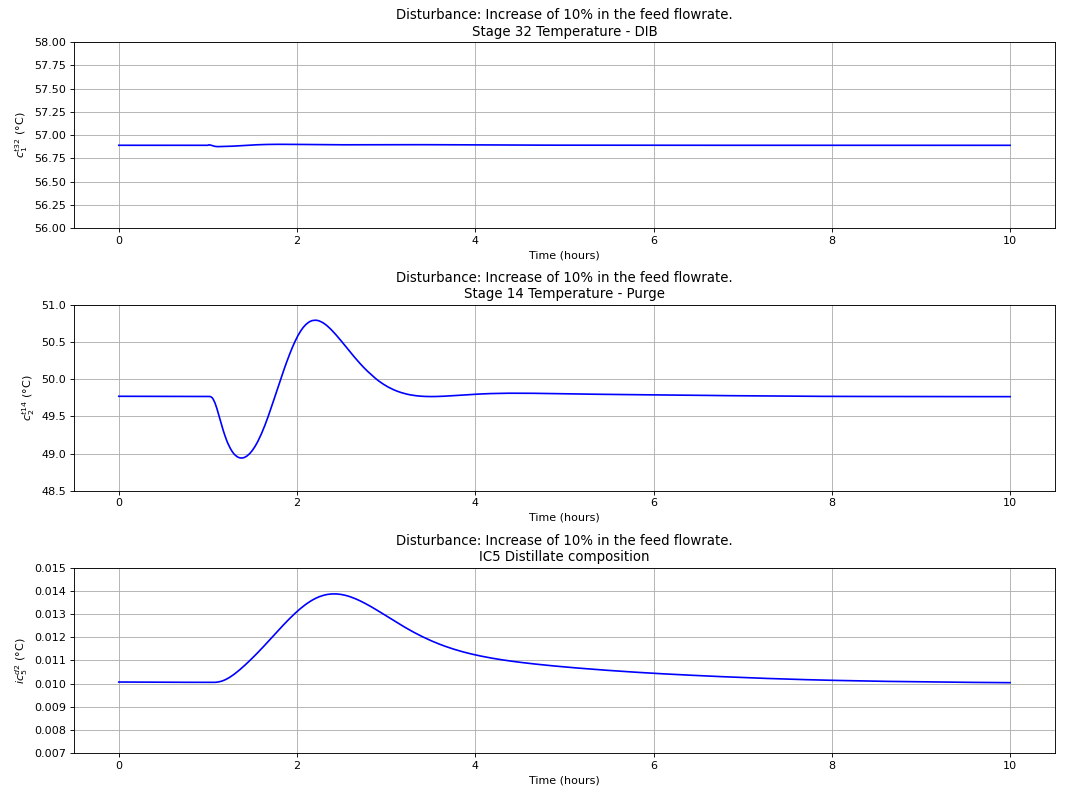 Disturbance: Increase of 10% in the feed flowrate.
Stage 32 Temperature - DIB
58.00
57.75
57.50
57.25
57.00
56.75
56.50
56.25
56.00
c₁ᵗ³² (°C)
0 2 4 6 8 10
Time (hours)
Disturbance: Increase of 10% in the feed flowrate.
Stage 14 Temperature - Purge
51.0
50.5
50.0
49.5
49.0
48.5
c₂ᵗ¹⁴ (°C)
0 2 4 6 8 10
Time (hours)
Disturbance: Increase of 10% in the feed flowrate.
IC5 Distillate composition
0.015
0.014
0.013
0.012
0.011
0.010
0.009
0.008
0.007
ic₅ᵈ² (°C)
0 2 4 6 8 10
Time (hours)